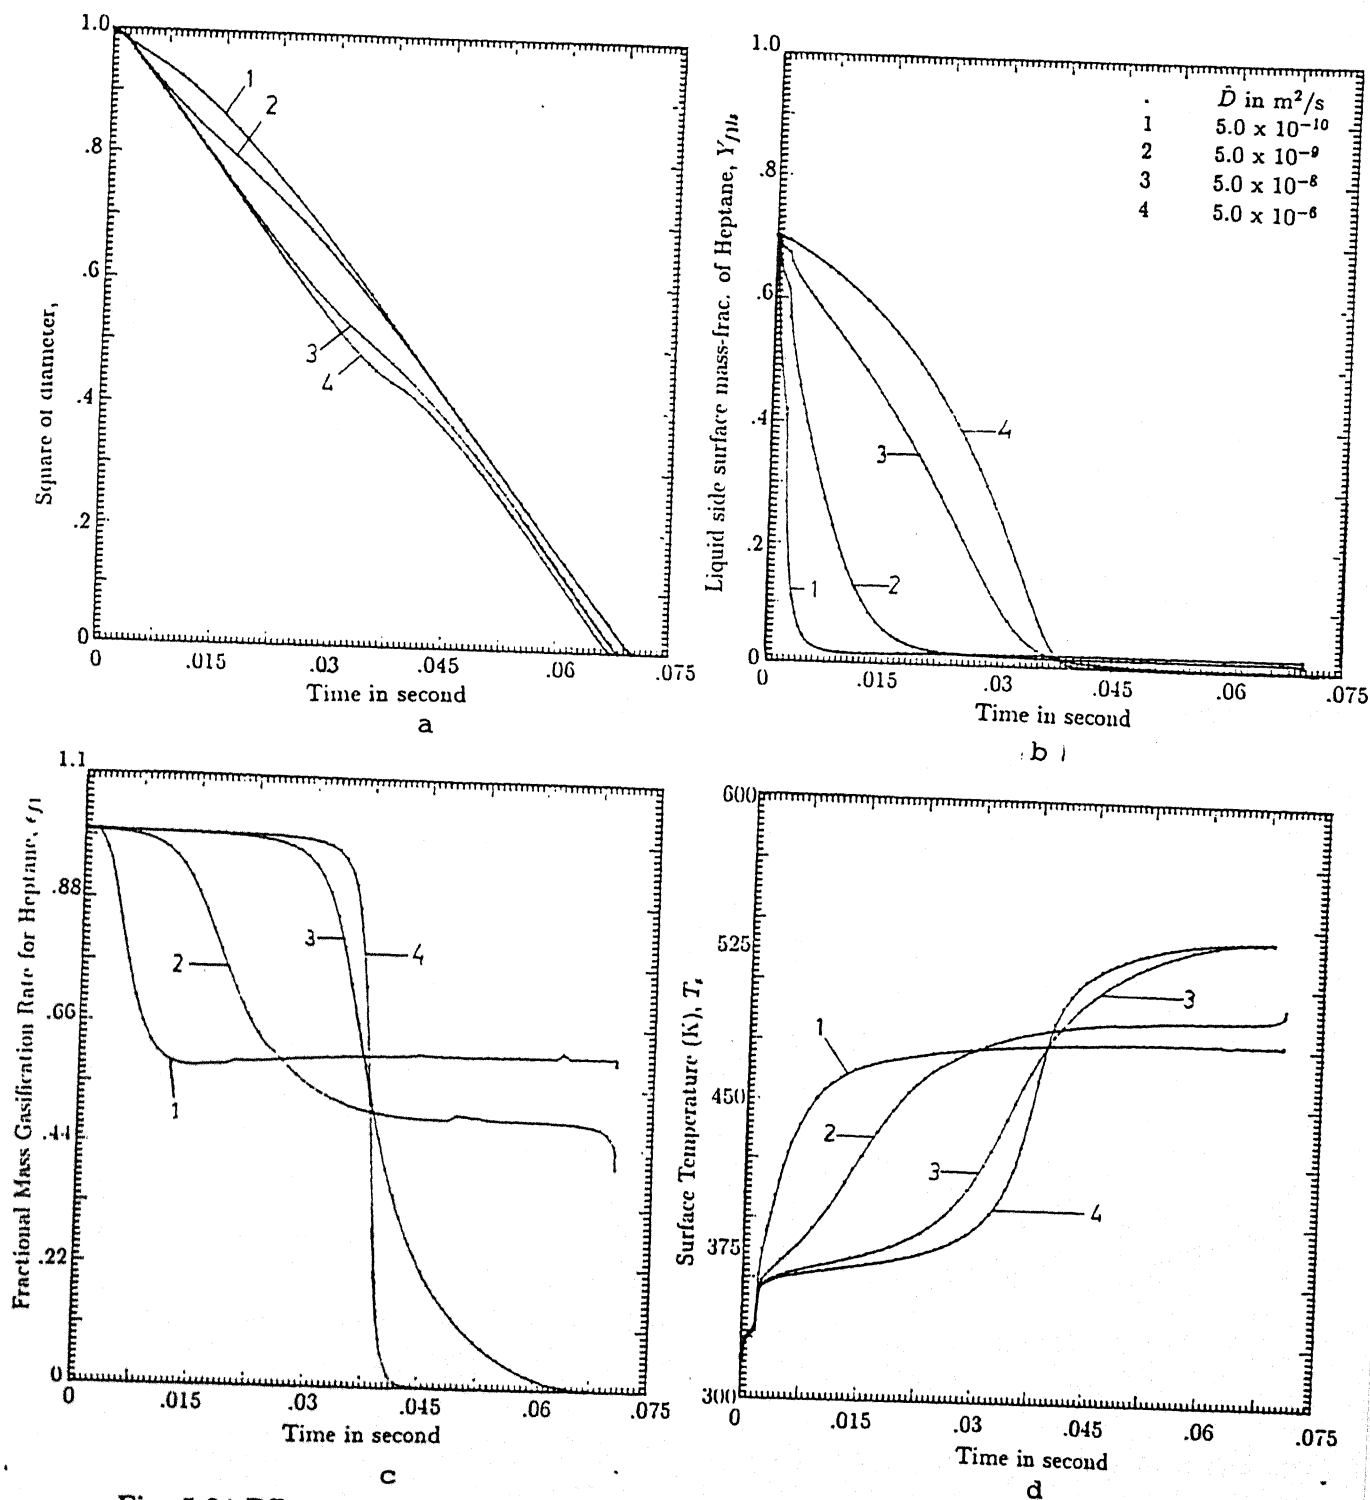 1.0
.8
.6
.4
.2
0
0 .015 .03 .045 .06 .075
1
2
3
4
Square of diameter,
Time in second
a
1.0
.8
.6
.4
.2
0
0 .015 .03 .045 .06 .075
D̂ in m²/s
1 5.0 x 10⁻¹⁰
2 5.0 x 10⁻⁹
3 5.0 x 10⁻⁸
4 5.0 x 10⁻⁶
4
3
2
1
Liquid side surface mass-frac. of Heptane, Y
Time in second
b
1.1
.88
.66
.44
.22
0
0 .015 .03 .045 .06 .075
3
4
2
1
Fractional Mass Gasification Rate for Heptane,
Time in second
c
600
525
450
375
300
0 .015 .03 .045 .06 .075
1
3
2
3
4
Surface Temperature (K), Tₛ
Time in second
d